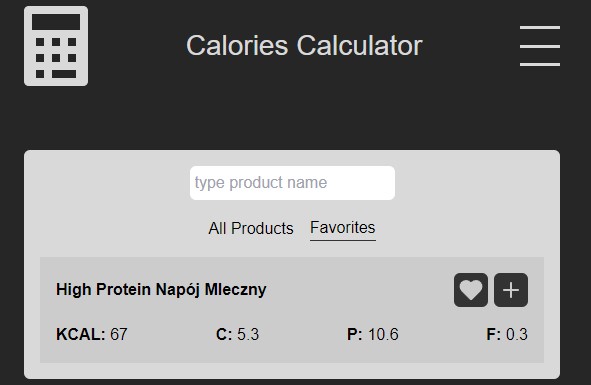 Calories Calculator
type product name
All Products Favorites
High Protein Napój Mleczny
KCAL: 67 C: 5.3 P: 10.6 F: 0.3